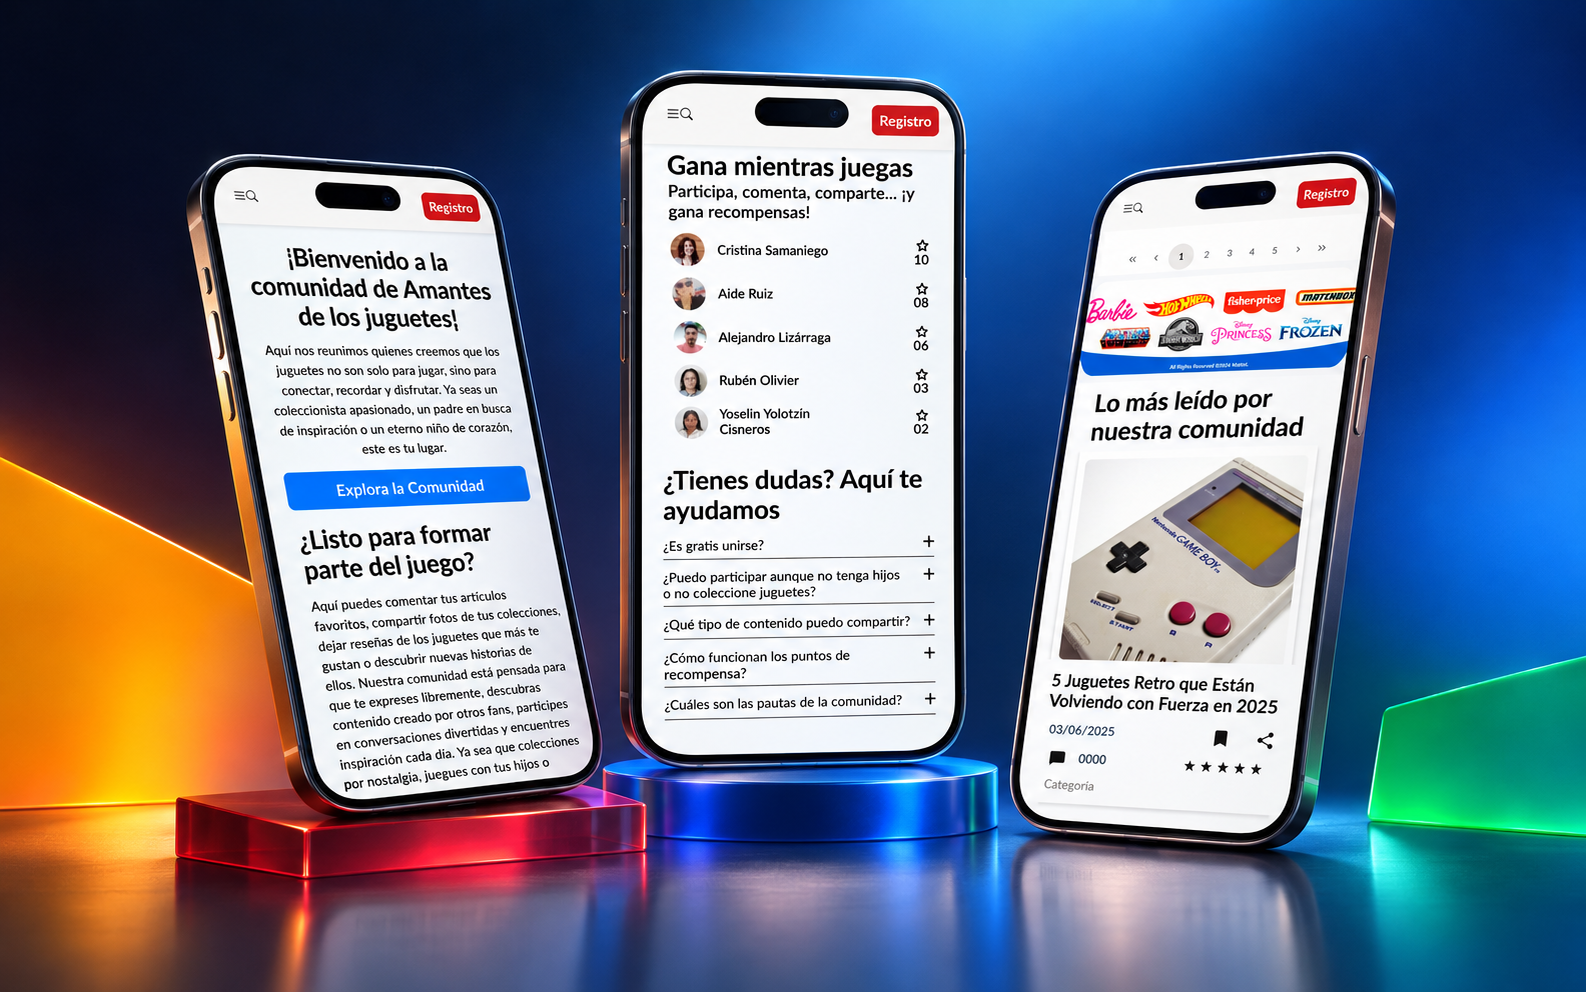 Registro
¡Bienvenido a la
comunidad de Amantes
de los juguetes!
Aquí nos reunimos quienes creemos que los
juguetes no son solo para jugar, sino para
conectar, recordar y disfrutar. Ya seas un
coleccionista apasionado, un padre en busca
de inspiración o un eterno niño de corazón,
este es tu lugar.
Explora la Comunidad
¿Listo para formar
parte del juego?
Aquí puedes comentar tus artículos
favoritos, compartir fotos de tus colecciones,
dejar reseñas de los juguetes que más te
gustan o descubrir nuevas historias de
ellos. Nuestra comunidad está pensada para
que te expreses libremente, descubras
contenido creado por otros fans, participes
en conversaciones divertidas y encuentres
inspiración cada día. Ya sea que colecciones
por nostalgia, juegues con tus hijos o
Registro
Gana mientras juegas
Participa, comenta, comparte... ¡y
gana recompensas!
Cristina Samaniego 10
Aide Ruiz 08
Alejandro Lizárraga 06
Rubén Olivier 03
Yoselin Yolotzín
Cisneros 02
¿Tienes dudas? Aquí te
ayudamos
¿Es gratis unirse? +
¿Puedo participar aunque no tenga hijos +
o no coleccione juguetes?
¿Qué tipo de contenido puedo compartir? +
¿Cómo funcionan los puntos de +
recompensa?
¿Cuáles son las pautas de la comunidad? +
Registro
« ‹ 1 2 3 4 5 › »
Barbie Hot Wheels fisher-price MATCHBOX
Disney PRINCESS Disney FROZEN
All Rights Reserved ©2024 Mattel.
Lo más leído por
nuestra comunidad
Nintendo GAME BOY
SELECT
START
B A
5 Juguetes Retro que Están
Volviendo con Fuerza en 2025
03/06/2025
0000
Categoría